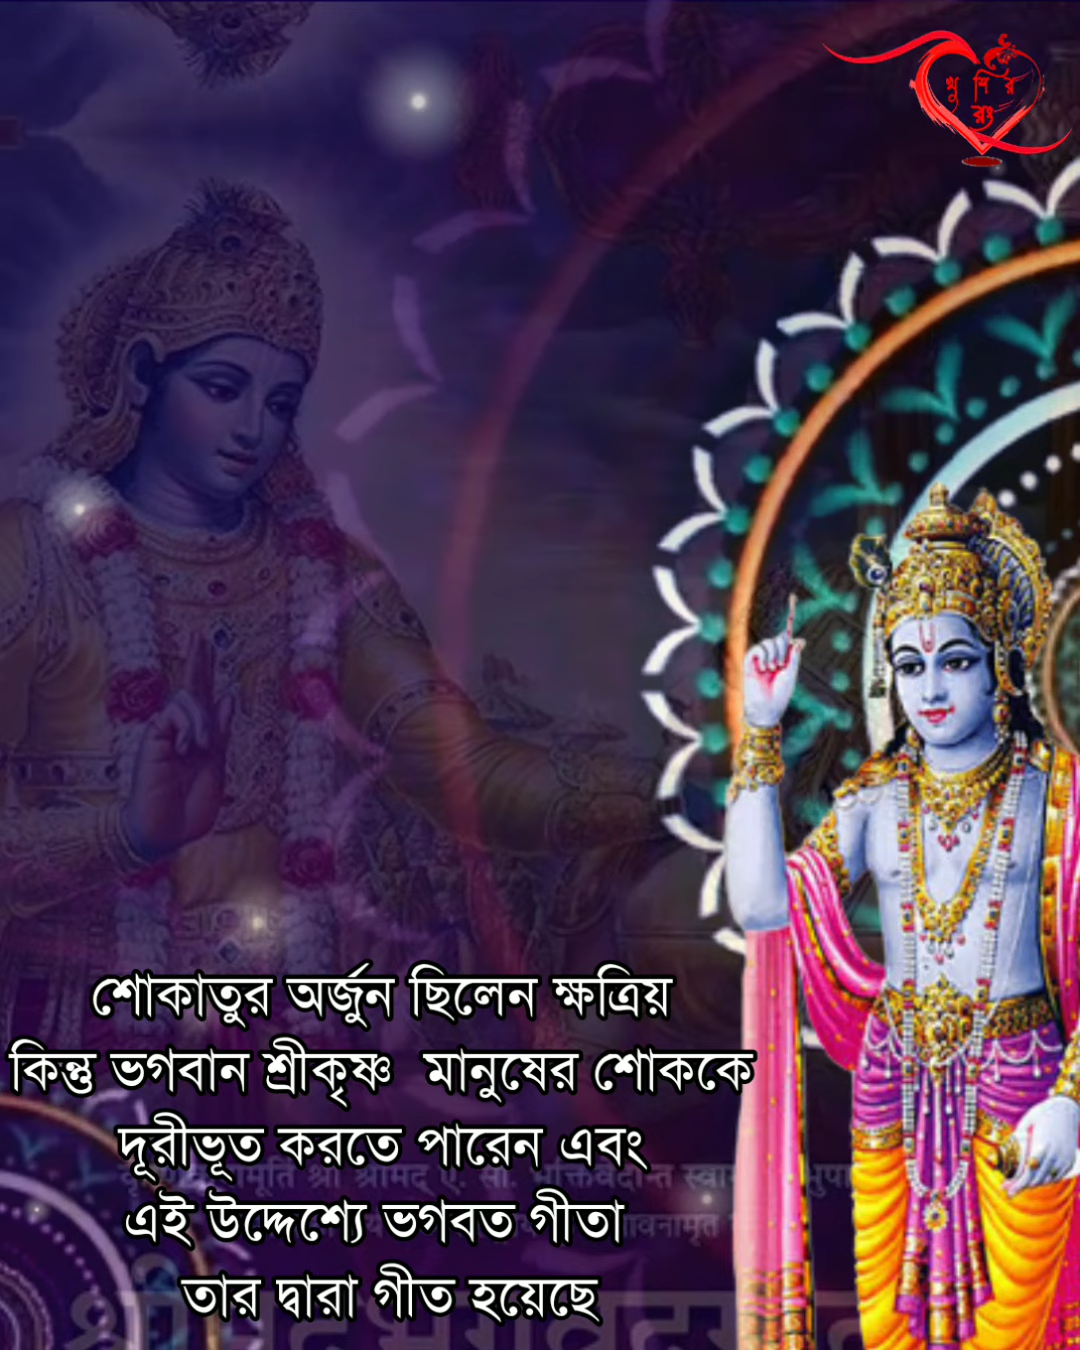 খুশির
রং
শোকাতুর অর্জুন ছিলেন ক্ষত্রিয়
কিন্তু ভগবান শ্রীকৃষ্ণ মানুষের শোককে
দূরীভূত করতে পারেন এবং
এই উদ্দেশ্যে ভগবত গীতা
তার দ্বারা গীত হয়েছে